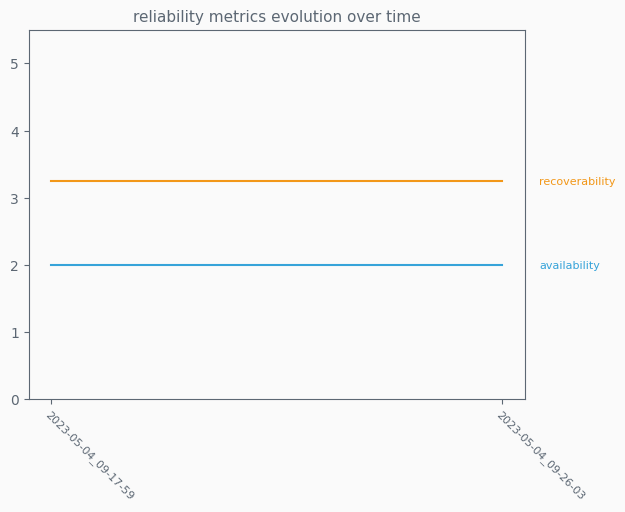 reliability metrics evolution over time
5
4
3
2
1
0
recoverability
availability
2023-05-04_09-17-59
2023-05-04_09-26-03